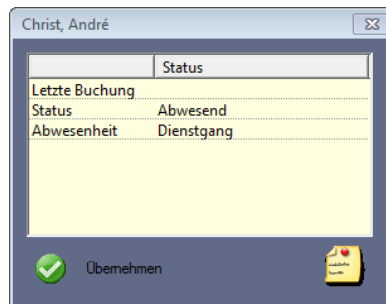 Christ, André
Status
Letzte Buchung
Status Abwesend
Abwesenheit Dienstgang
Übernehmen